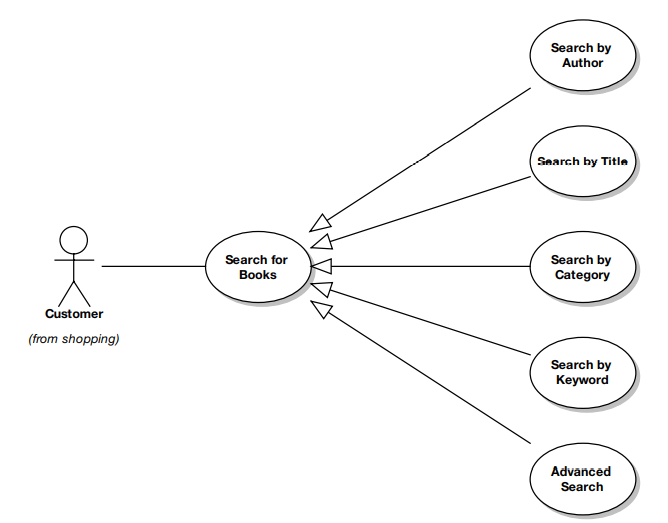 Search by
Author
Search by Title
Search for
Books
Search by
Category
Customer
(from shopping)
Search by
Keyword
Advanced
Search